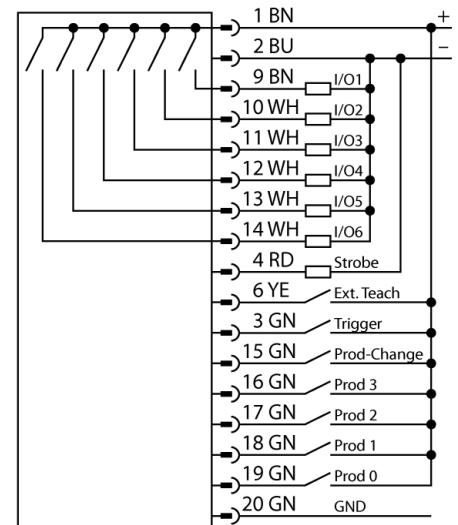 1 BN +
2 BU –
9 BN I/O1
10 WH I/O2
11 WH I/O3
12 WH I/O4
13 WH I/O5
14 WH I/O6
4 RD Strobe
6 YE Ext. Teach
3 GN Trigger
15 GN Prod-Change
16 GN Prod 3
17 GN Prod 2
18 GN Prod 1
19 GN Prod 0
20 GN GND